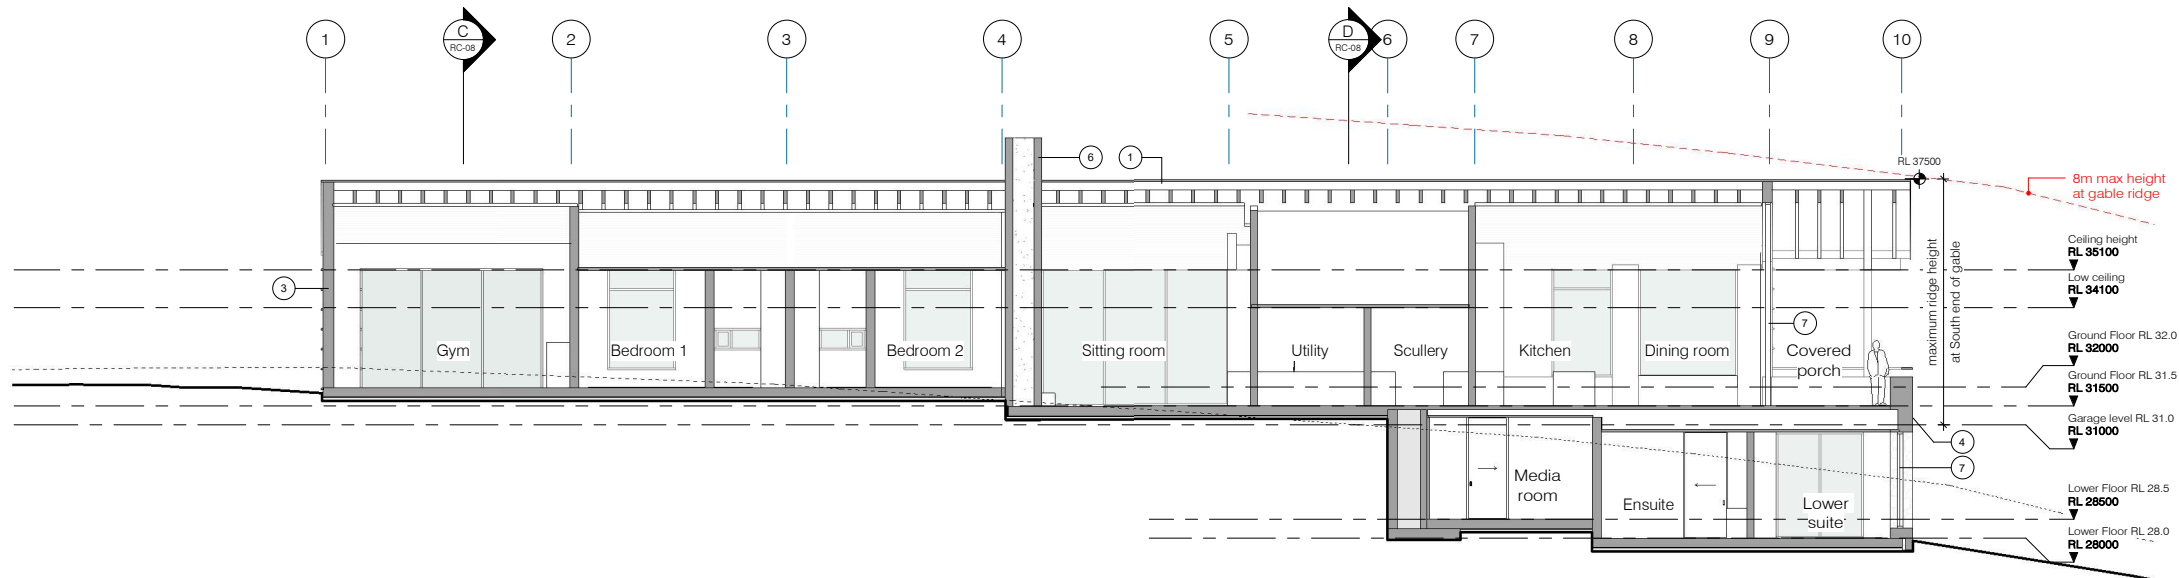 1
C
RC-08
2
3
4
5
D
RC-08
6
7
8
9
10
6
1
RL 37500
8m max height
at gable ridge
maximum ridge height
at South end of gable
Ceiling height
RL 35100
Low ceiling
RL 34100
3
7
Gym
Bedroom 1
Bedroom 2
Sitting room
Utility
Scullery
Kitchen
Dining room
Covered
porch
Ground Floor RL 32.0
RL 32000
Ground Floor RL 31.5
RL 31500
Garage level RL 31.0
RL 31000
4
7
Media
room
Ensuite
Lower
suite
Lower Floor RL 28.5
RL 28500
Lower Floor RL 28.0
RL 28000